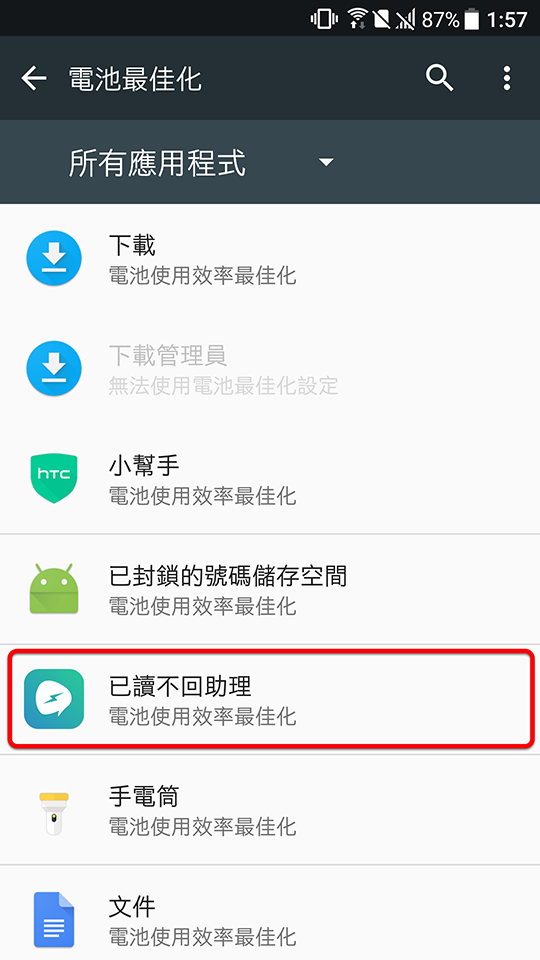 87% 1:57
電池最佳化
所有應用程式
下載
電池使用效率最佳化
下載管理員
無法使用電池最佳化設定
hTC
小幫手
電池使用效率最佳化
已封鎖的號碼儲存空間
電池使用效率最佳化
已讀不回助理
電池使用效率最佳化
手電筒
電池使用效率最佳化
文件
電池使用效率最佳化